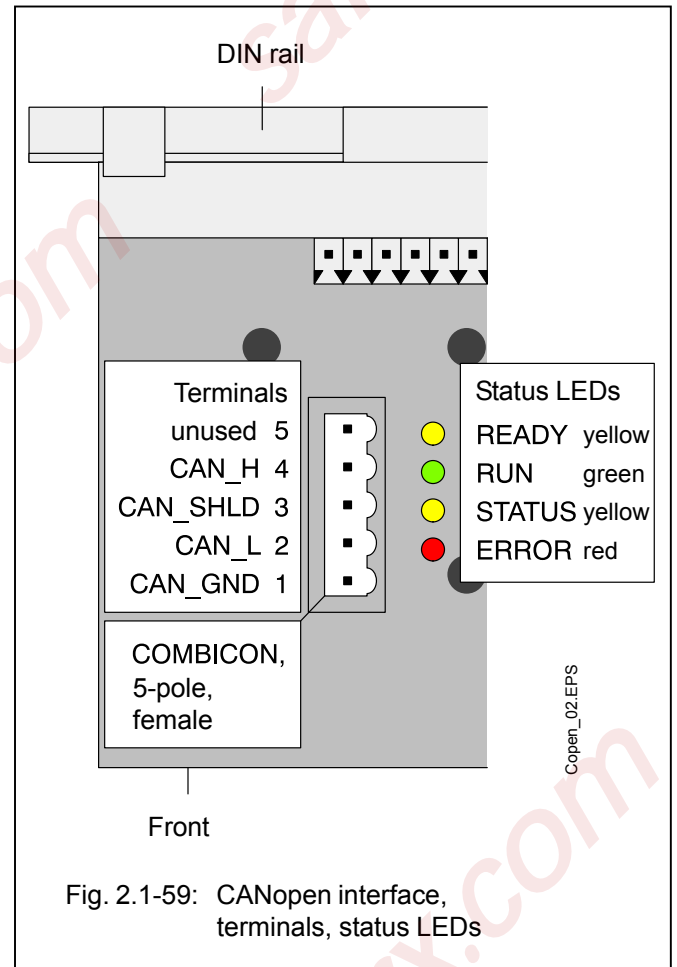 DIN rail
Terminals
unused 5
CAN_H 4
CAN_SHLD 3
CAN_L 2
CAN_GND 1
COMBICON,
5-pole,
female
Status LEDs
READY yellow
RUN green
STATUS yellow
ERROR red
Copen_02.EPS
Front
Fig. 2.1-59: CANopen interface,
terminals, status LEDs